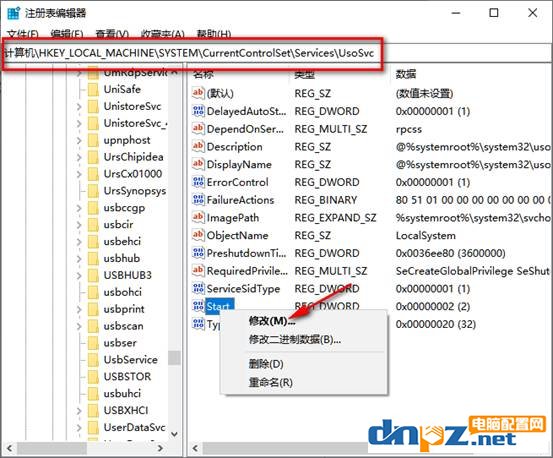 注册表编辑器
文件(F) 编辑(E) 查看(V) 收藏夹(A) 帮助(H)
计算机\HKEY_LOCAL_MACHINE\SYSTEM\CurrentControlSet\Services\UsoSvc
UmRdpService
UniSafe
UnistoreSvc
UnistoreSvc_4
upnphost
UrsChipidea
UrsCx01000
UrsSynopsys
usbccgp
usbcir
usbehci
usbhub
USBHUB3
usbohci
usbprint
usbscan
usbser
UsbService
USBSTOR
usbuhci
USBXHCI
UserDataSvc
名称 类型 数据
(默认) REG_SZ (数值未设置)
DelayedAutoSt... REG_DWORD 0x00000001 (1)
DependOnSer... REG_MULTI_SZ rpcss
Description REG_SZ @%systemroot%\system32\uso
DisplayName REG_SZ @%systemroot%\system32\uso
ErrorControl REG_DWORD 0x00000001 (1)
FailureActions REG_BINARY 80 51 01 00 00 00 00 00 00 00
ImagePath REG_EXPAND_SZ %systemroot%\system32\svcho
ObjectName REG_SZ LocalSystem
PreshutdownTi... REG_DWORD 0x0036ee80 (3600000)
RequiredPrivile... REG_MULTI_SZ SeCreateGlobalPrivilege SeShut
ServiceSidType REG_DWORD 0x00000001 (1)
Start REG_DWORD 0x00000002 (2)
Ty 0x00000020 (32)
修改(M)...
修改二进制数据(B)...
删除(D)
重命名(R)
电脑配置网
dnpz.net